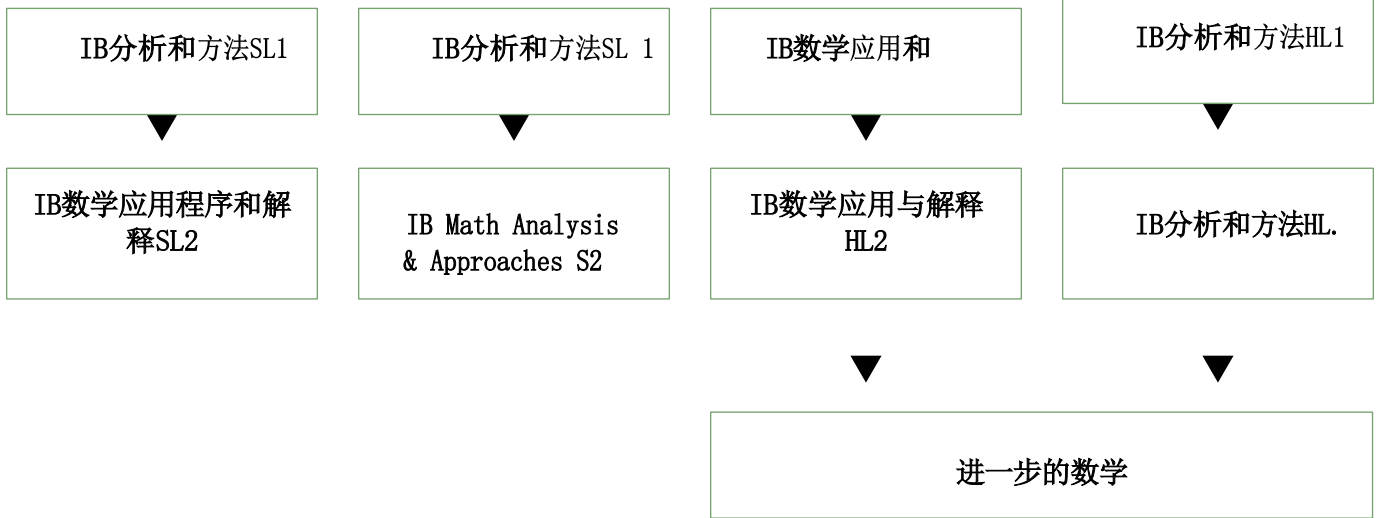 IB分析和方法SL1
IB分析和方法SL 1
IB数学应用和
IB分析和方法HL1
IB数学应用程序和解
释SL2
IB Math Analysis
& Approaches S2
IB数学应用与解释
HL2
IB分析和方法HL.
进一步的数学